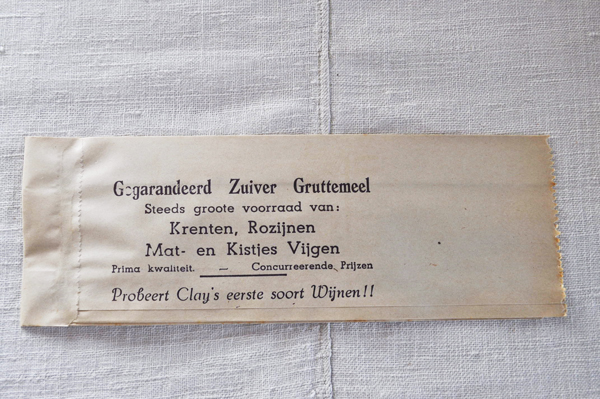 Gegarandeerd Zuiver Gruttemeel
Steeds groote voorraad van:
Krenten, Rozijnen
Mat- en Kistjes Vijgen
Prima kwaliteit. — Concurreerende Prijzen
Probeert Clay's eerste soort Wijnen!!